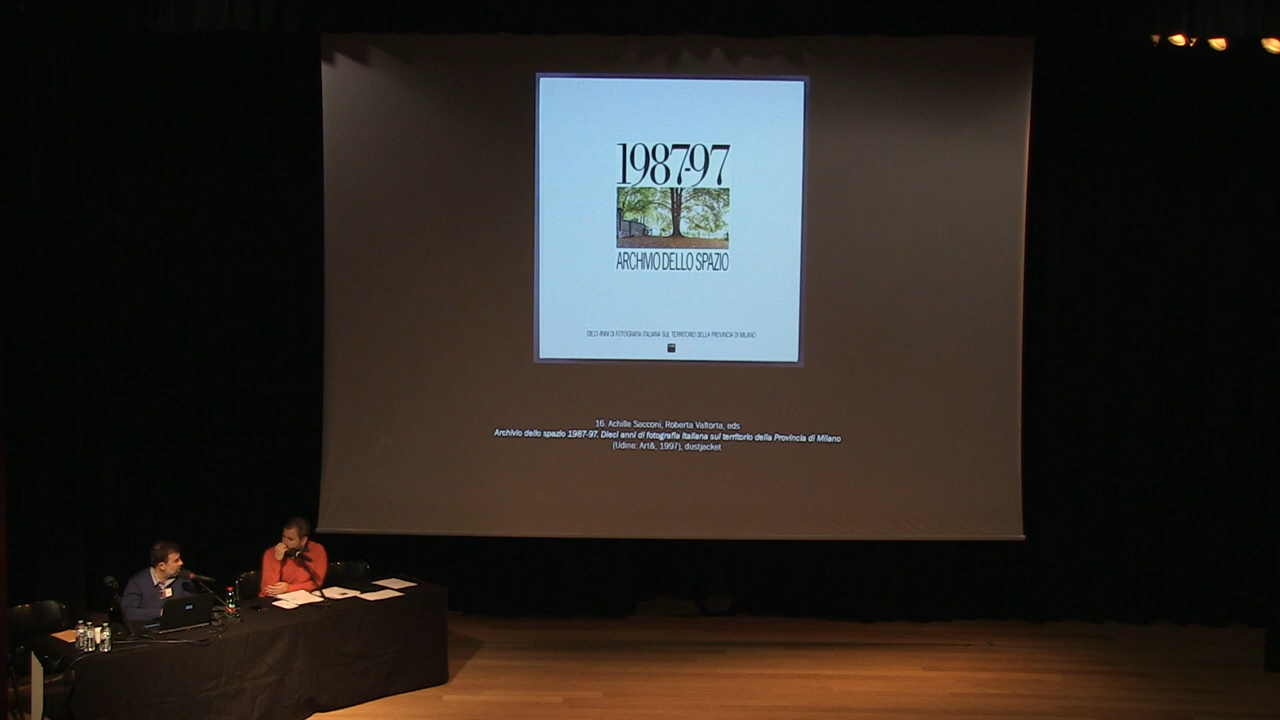 1987-97
ARCHIVIO DELLO SPAZIO
DIECI ANNI DI FOTOGRAFIA ITALIANA SUL TERRITORIO DELLA PROVINCIA DI MILANO
16. Achille Sacconi, Roberta Valtorta, eds
Archivio dello spazio 1987-97. Dieci anni di fotografia italiana sul territorio della Provincia di Milano
(Udine: Art&, 1997), dustjacket